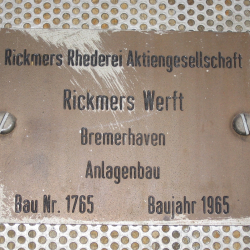 Rickmers Rhederei Aktiengesellschaft
Rickmers Werft
Bremerhaven
Anlagenbau
Bau Nr. 1765 Baujahr 1965